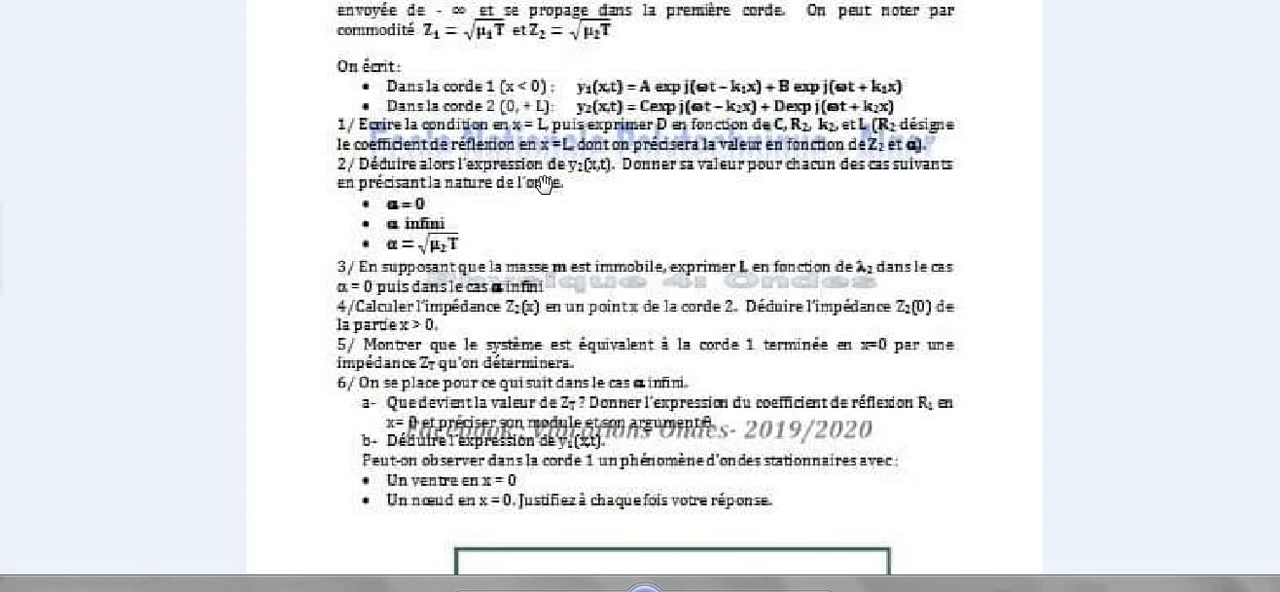 envoyée de - ∞ et se propage dans la première corde. On peut noter par
commodité Z₁ = √μ₁T et Z₂ = √μ₂T
On écrit :
• Dans la corde 1 (x < 0) : y₁(x,t) = A exp j(ωt – k₁x) + B exp j(ωt + k₁x)
• Dans la corde 2 (0, + L): y₂(x,t) = Cexp j(ωt – k₂x) + Dexp j(ωt + k₂x)
1/ Ecrire la condition en x = L, puis exprimer D en fonction de C, R₂, k₂, et L (R₂ désigne
le coefficient de réflexion en x = L dont on précisera la valeur en fonction de Z₂ et α).
2/ Déduire alors l'expression de y₂(x,t). Donner sa valeur pour chacun des cas suivants
en précisant la nature de l'onde.
• α = 0
• α infini
• α = √μ₂T
3/ En supposant que la masse m est immobile, exprimer L en fonction de λ₂ dans le cas
α = 0 puis dans le cas α infini
Physique 4: Ondes
4/Calculer l'impédance Z₂(x) en un point x de la corde 2. Déduire l'impédance Z₂(0) de
la partie x > 0.
5/ Montrer que le système est équivalent à la corde 1 terminée en x=0 par une
impédance Z_T qu'on déterminera.
6/ On se place pour ce qui suit dans le cas α infini.
a- Que devient la valeur de Z_T ? Donner l'expression du coefficient de réflexion R₁ en
x= 0 et préciser son module et son argument θ.
Facebook: Vibrations Ondes- 2019/2020
b- Déduire l'expression de y₁(x,t).
Peut-on observer dans la corde 1 un phénomène d'ondes stationnaires avec :
• Un ventre en x = 0
• Un nœud en x = 0. Justifiez à chaque fois votre réponse.